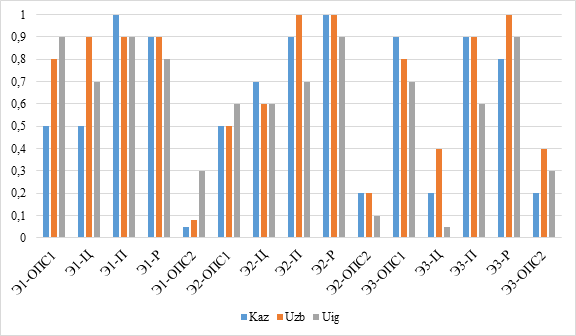 1
0,9
0,8
0,7
0,6
0,5
0,4
0,3
0,2
0,1
0
Э1-ОПС1
Э1-Ц
Э1-П
Э1-Р
Э1-ОПС2
Э2-ОПС1
Э2-Ц
Э2-П
Э2-Р
Э2-ОПС2
Э3-ОПС1
Э3-Ц
Э3-П
Э3-Р
Э3-ОПС2
Kaz Uzb Uig